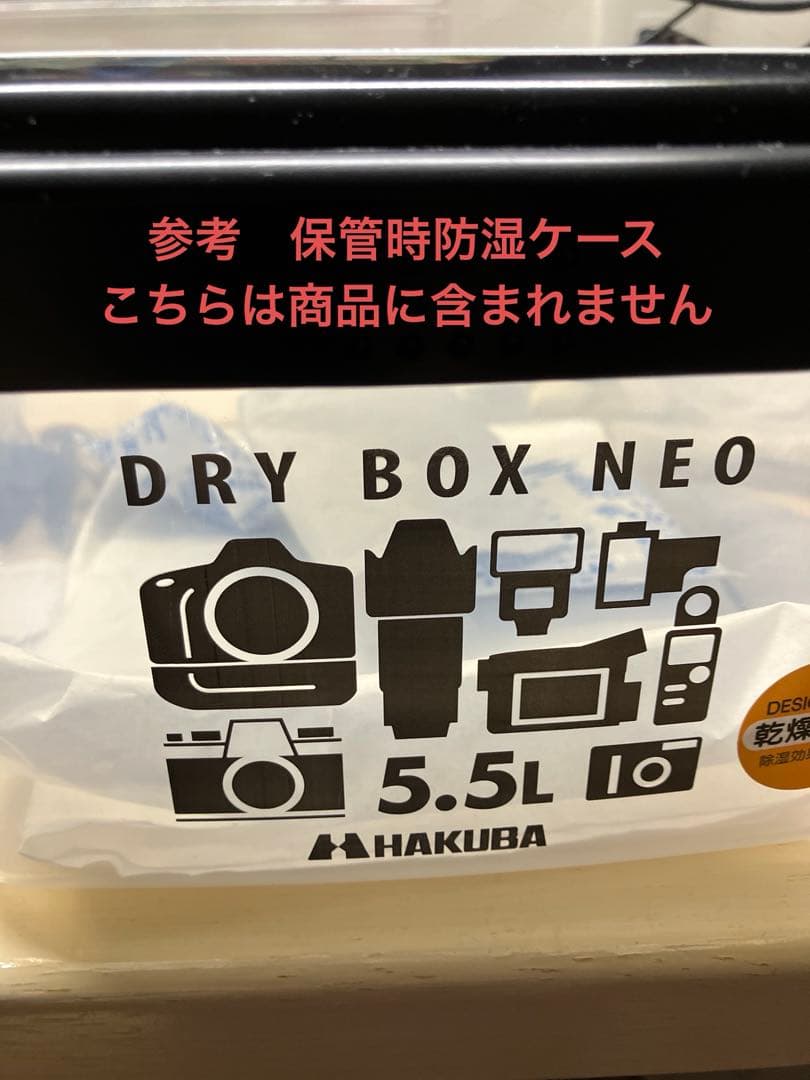 参考　保管時防湿ケース
こちらは商品に含まれません
DRY BOX NEO
乾燥
5.5L
HAKUBA